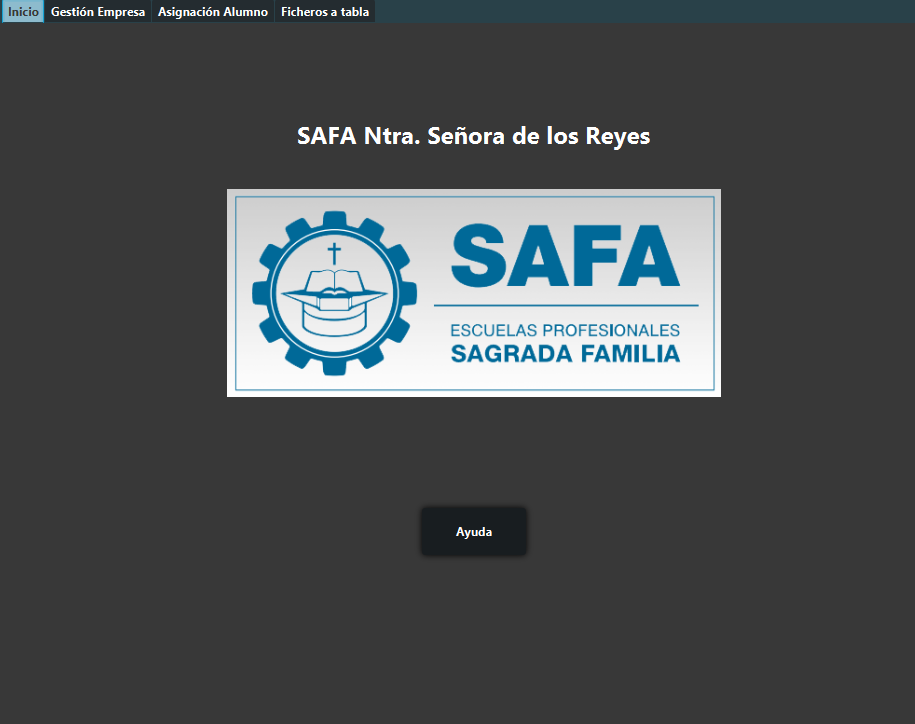 Inicio Gestión Empresa Asignación Alumno Ficheros a tabla
SAFA Ntra. Señora de los Reyes
SAFA
ESCUELAS PROFESIONALES
SAGRADA FAMILIA
Ayuda